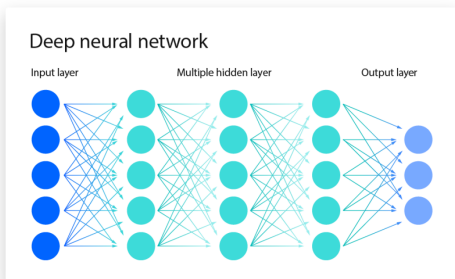 Deep neural network
Input layer
Multiple hidden layer
Output layer